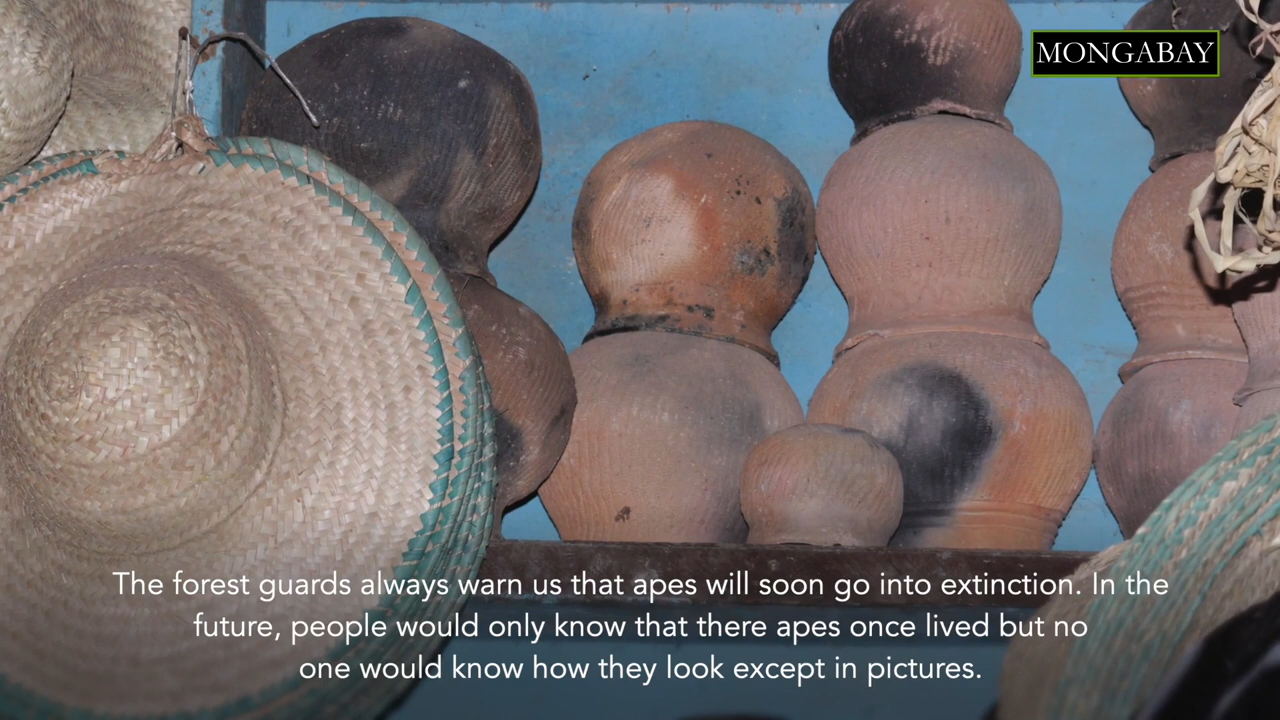 MONGABAY
The forest guards always warn us that apes will soon go into extinction. In the
future, people would only know that there apes once lived but no
one would know how they look except in pictures.